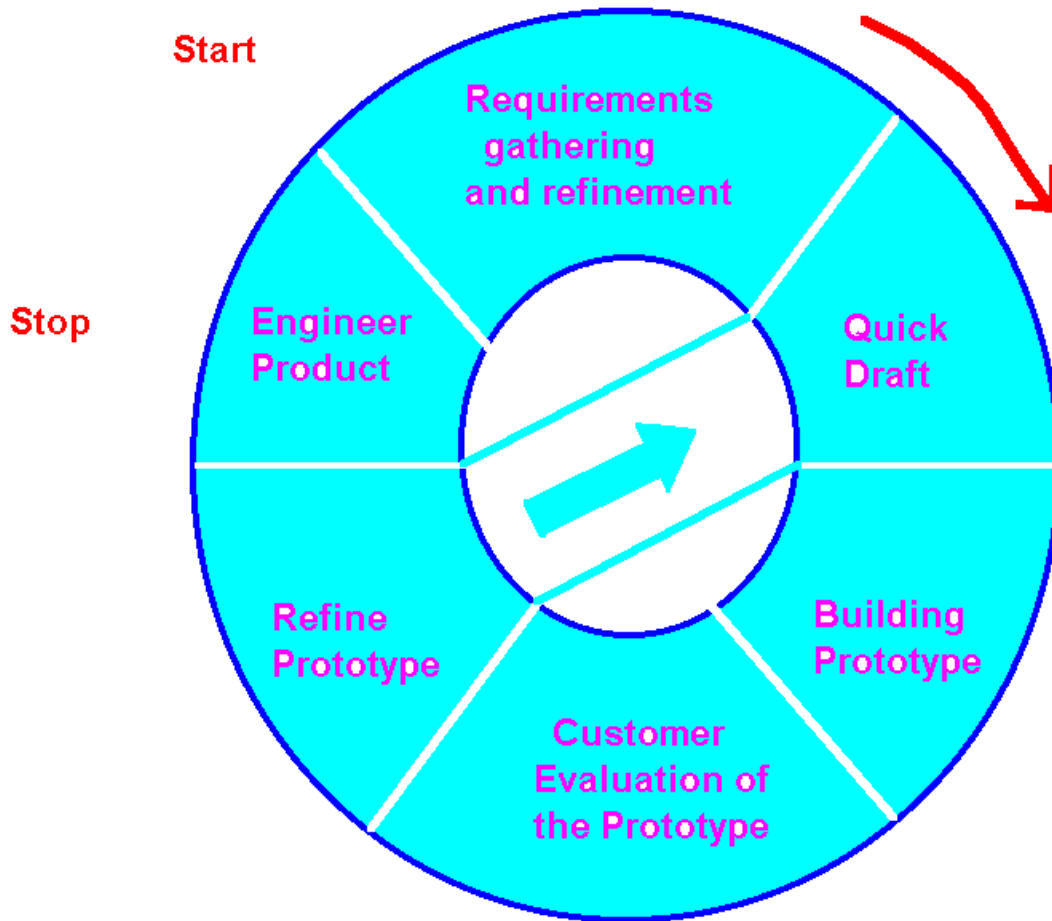 Start
Requirements
gathering
and refinement
Quick
Draft
Building
Prototype
Customer
Evaluation of
the Prototype
Refine
Prototype
Engineer
Product
Stop